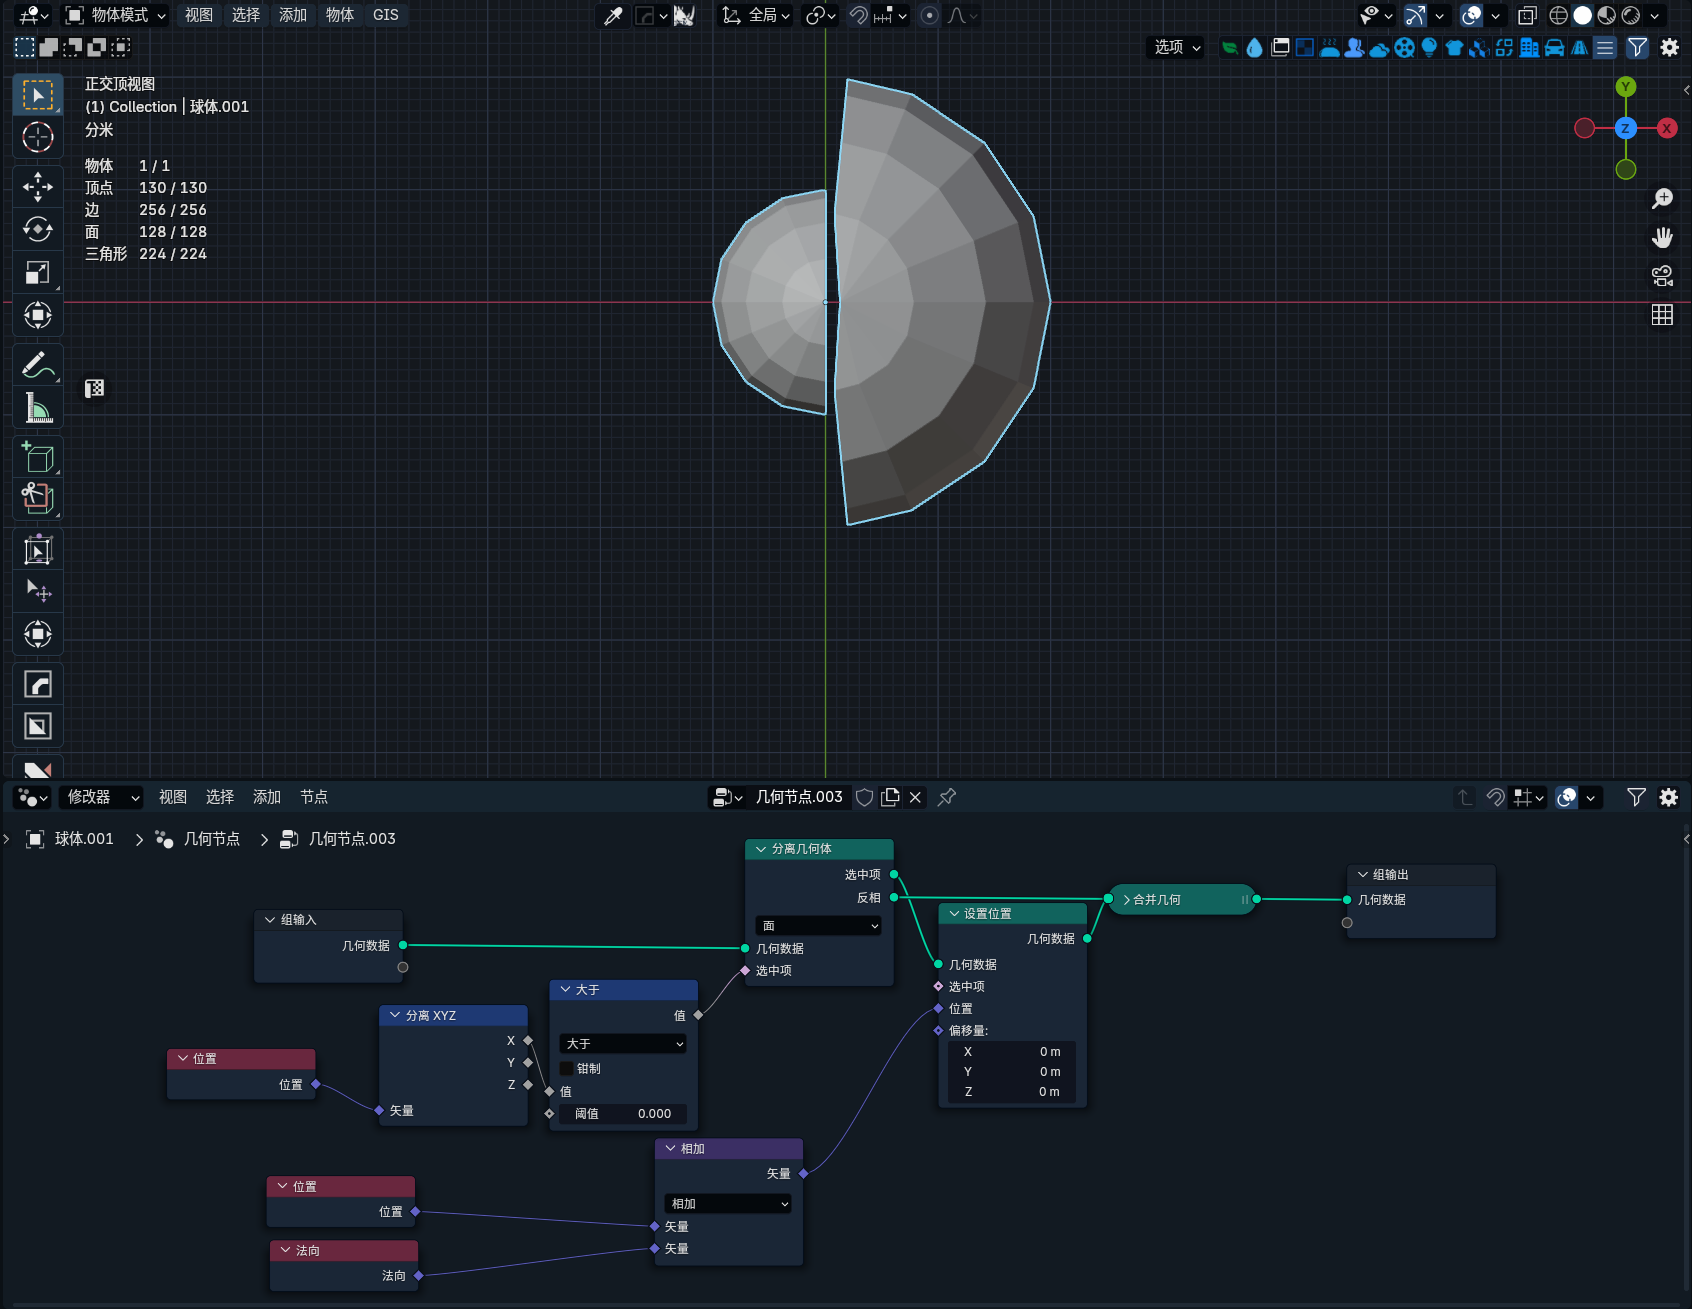 物体模式 视图 选择 添加 物体 GIS 全局
选项
正交顶视图
(1) Collection | 球体.001
分米
物体 1 / 1
顶点 130 / 130
边 256 / 256
面 128 / 128
三角形 224 / 224
Y
Z
X
修改器 视图 选择 添加 节点 几何节点.003
球体.001 几何节点 几何节点.003
分离几何体
选中项
反相
面
几何数据
选中项
组输入
几何数据
设置位置
几何数据
几何数据
选中项
位置
偏移量:
X 0 m
Y 0 m
Z 0 m
合并几何
组输出
几何数据
大于
值
大于
钳制
值
阈值 0.000
分离 XYZ
X
Y
Z
矢量
位置
位置
相加
矢量
相加
矢量
矢量
位置
位置
法向
法向